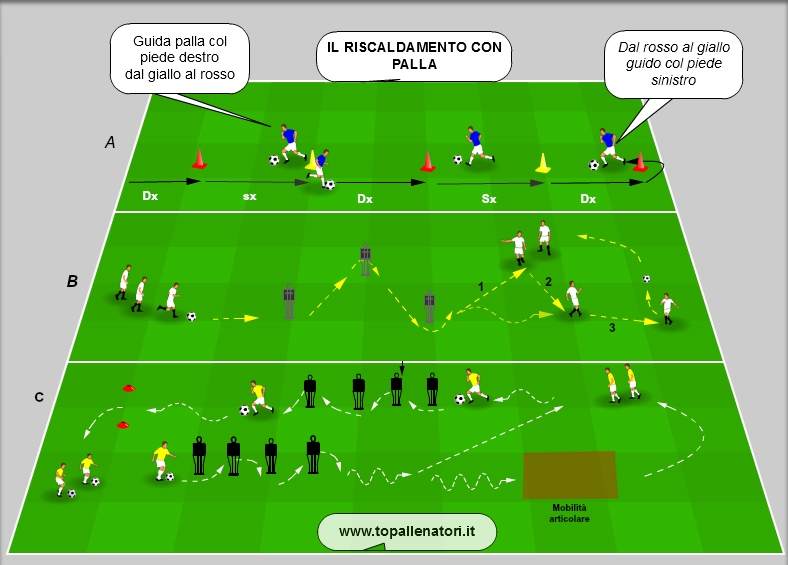 Guida palla col
piede destro
dal giallo al rosso
IL RISCALDAMENTO CON
PALLA
Dal rosso al giallo
guido col piede
sinistro
A
Dx
sx
Dx
Sx
Dx
B
1
2
3
C
Mobilità
articolare
www.topallenatori.it